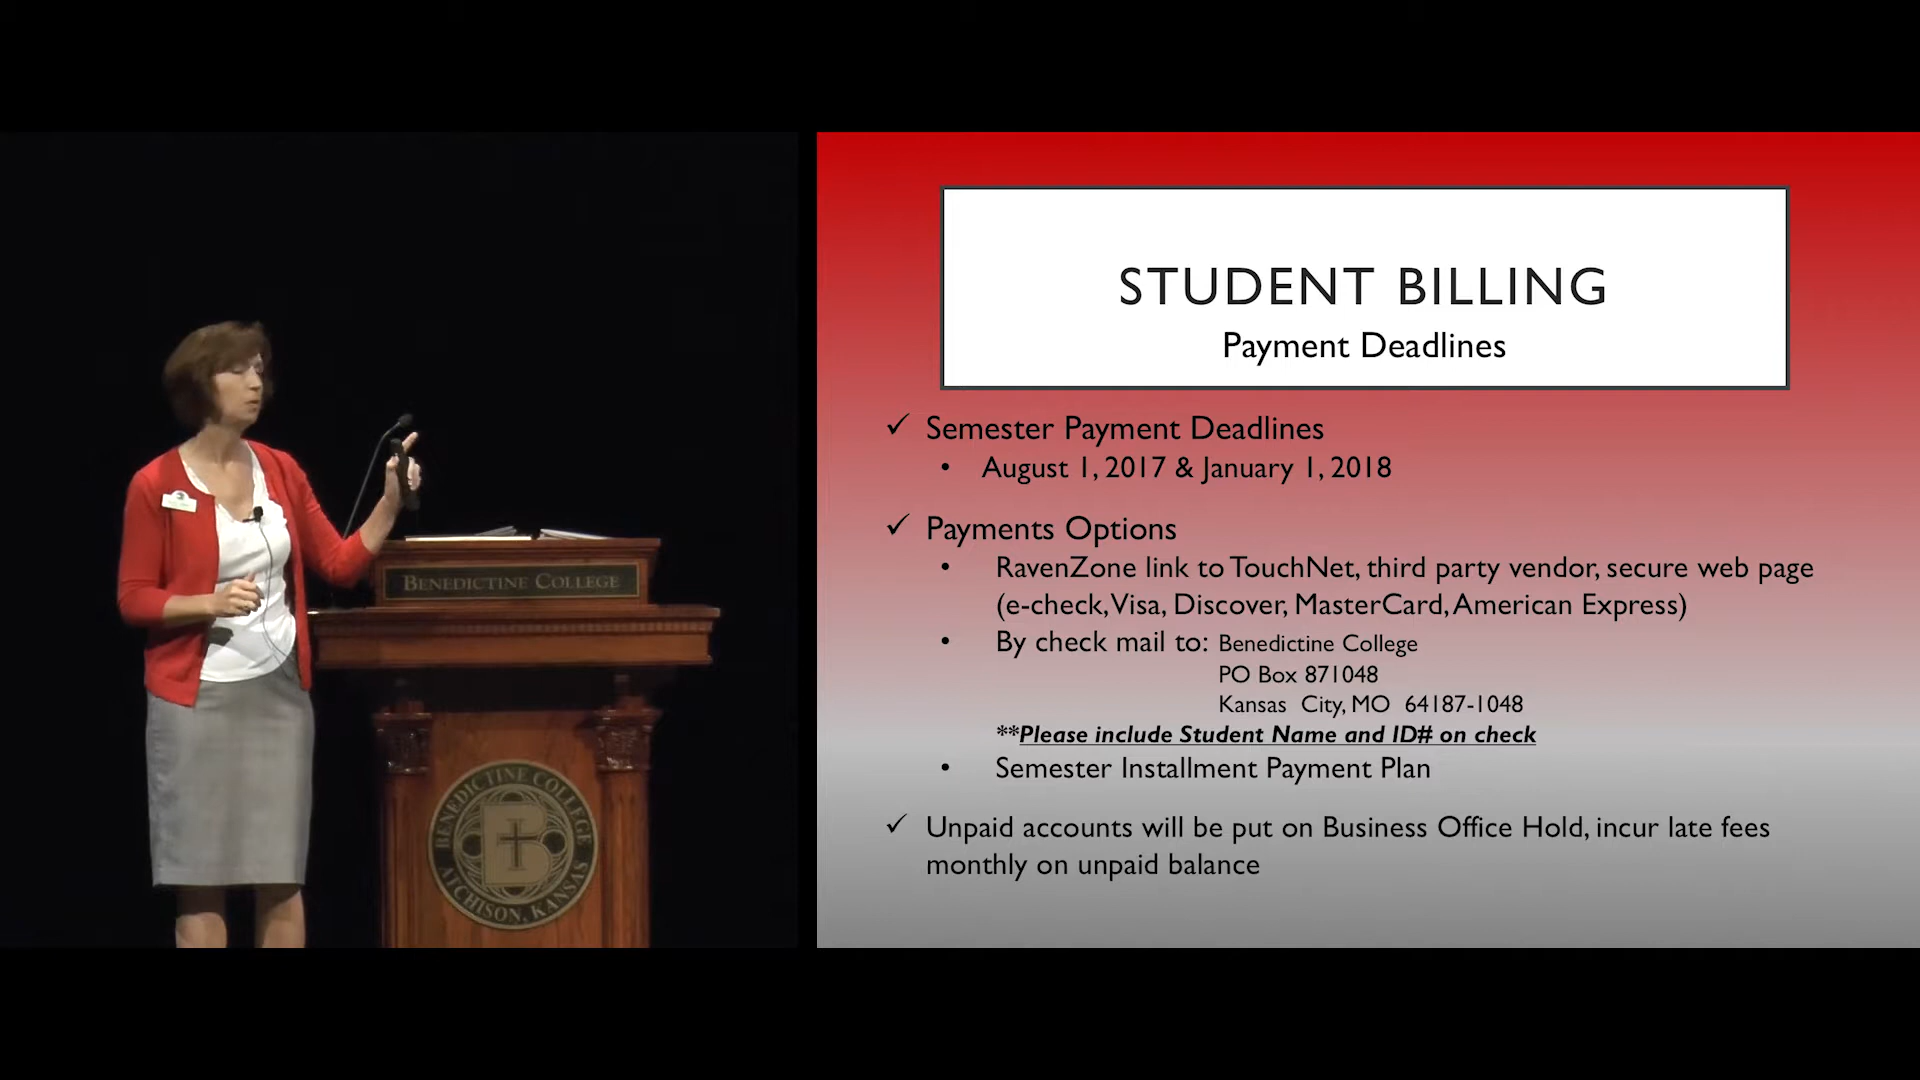 STUDENT BILLING
Payment Deadlines
✓ Semester Payment Deadlines
• August 1, 2017 & January 1, 2018
✓ Payments Options
• RavenZone link to TouchNet, third party vendor, secure web page
(e-check, Visa, Discover, MasterCard, American Express)
• By check mail to: Benedictine College
PO Box 871048
Kansas City, MO 64187-1048
**Please include Student Name and ID# on check
• Semester Installment Payment Plan
✓ Unpaid accounts will be put on Business Office Hold, incur late fees
monthly on unpaid balance
BENEDICTINE COLLEGE
BENEDICTINE COLLEGE
B
ATCHISON, KANSAS